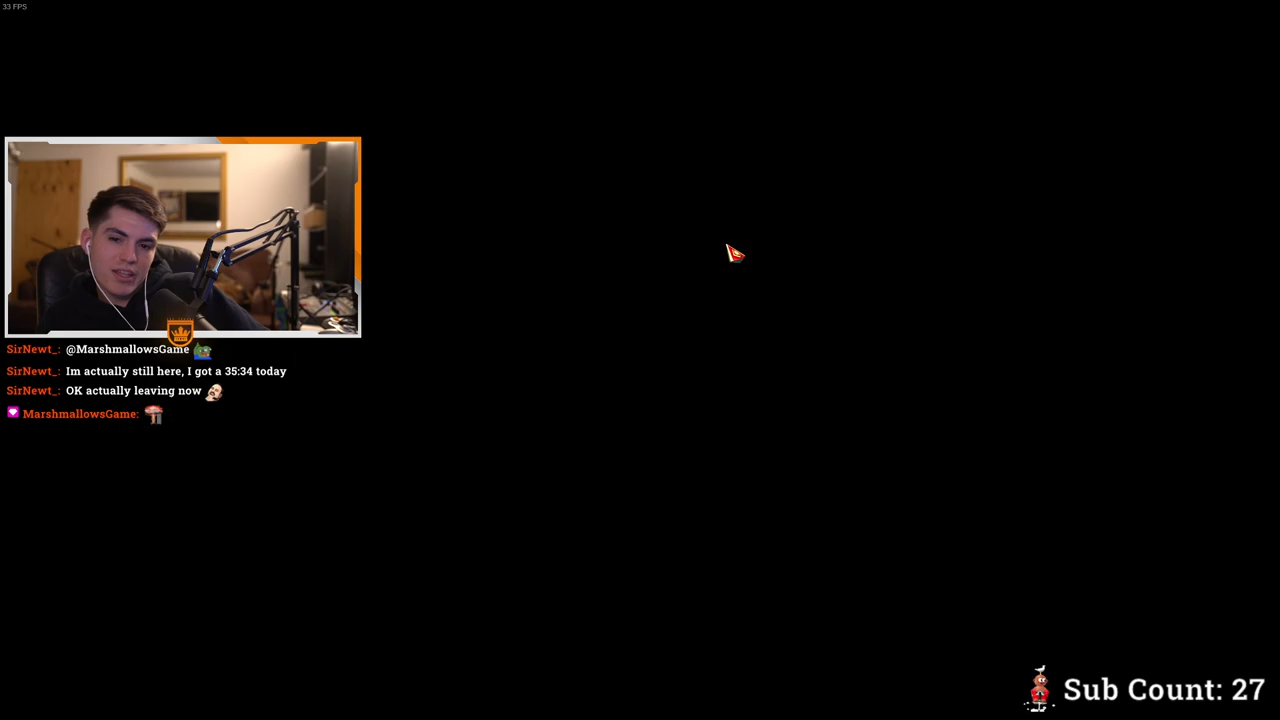 33 FPS
SirNewt_: @MarshmallowsGame
SirNewt_: Im actually still here, I got a 35:34 today
SirNewt_: OK actually leaving now
MarshmallowsGame:
Sub Count: 27